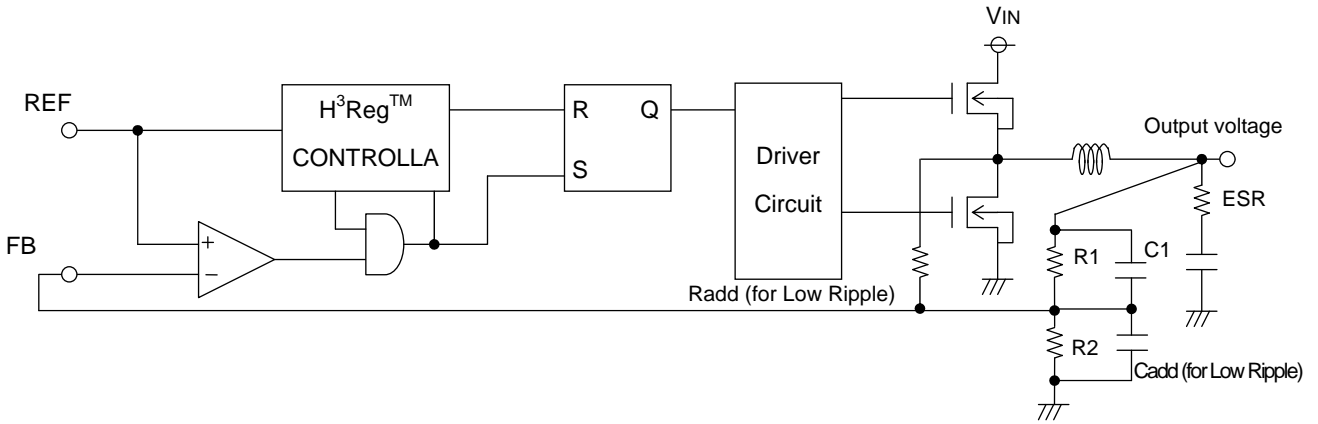 VIN
REF
H³Reg™
CONTROLLA
R
Q
S
Driver
Circuit
Output voltage
ESR
FB
+
−
R1
C1
Radd (for Low Ripple)
R2
Cadd (for Low Ripple)